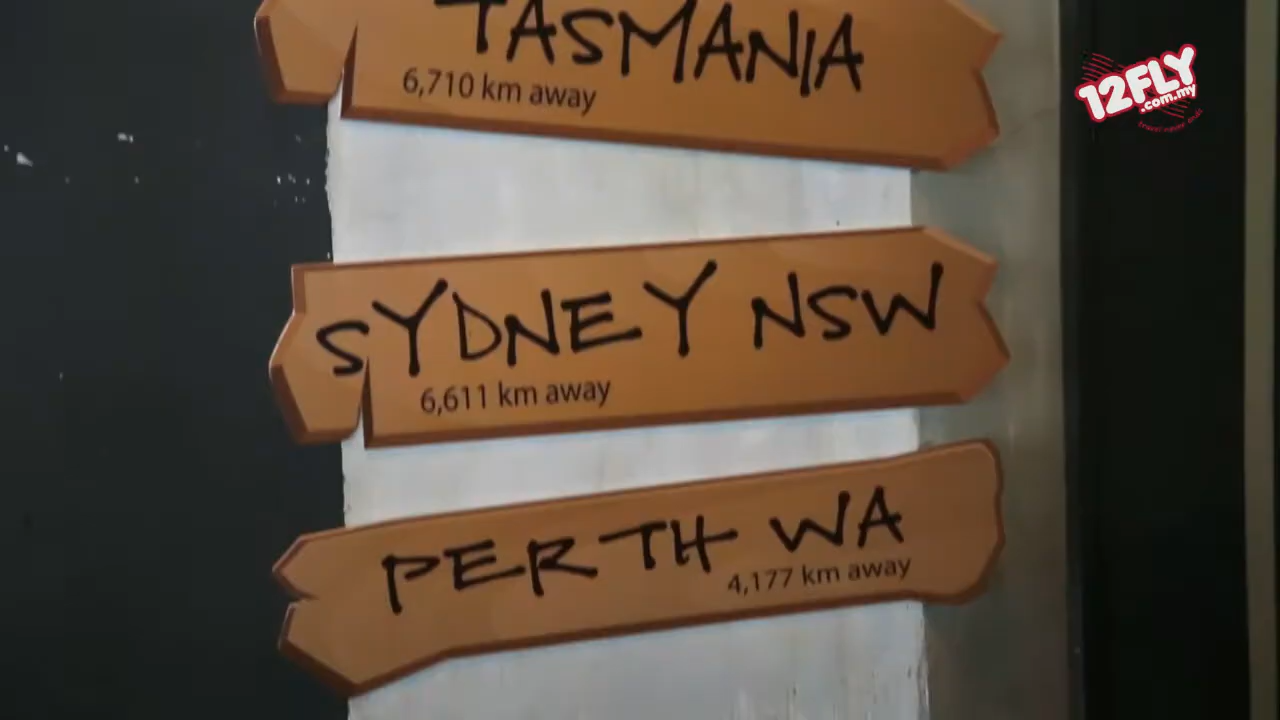 TASMANIA
6,710 km away
12FLY
.com.my
SYDNEY NSW
6,611 km away
PERTH WA
4,177 km away